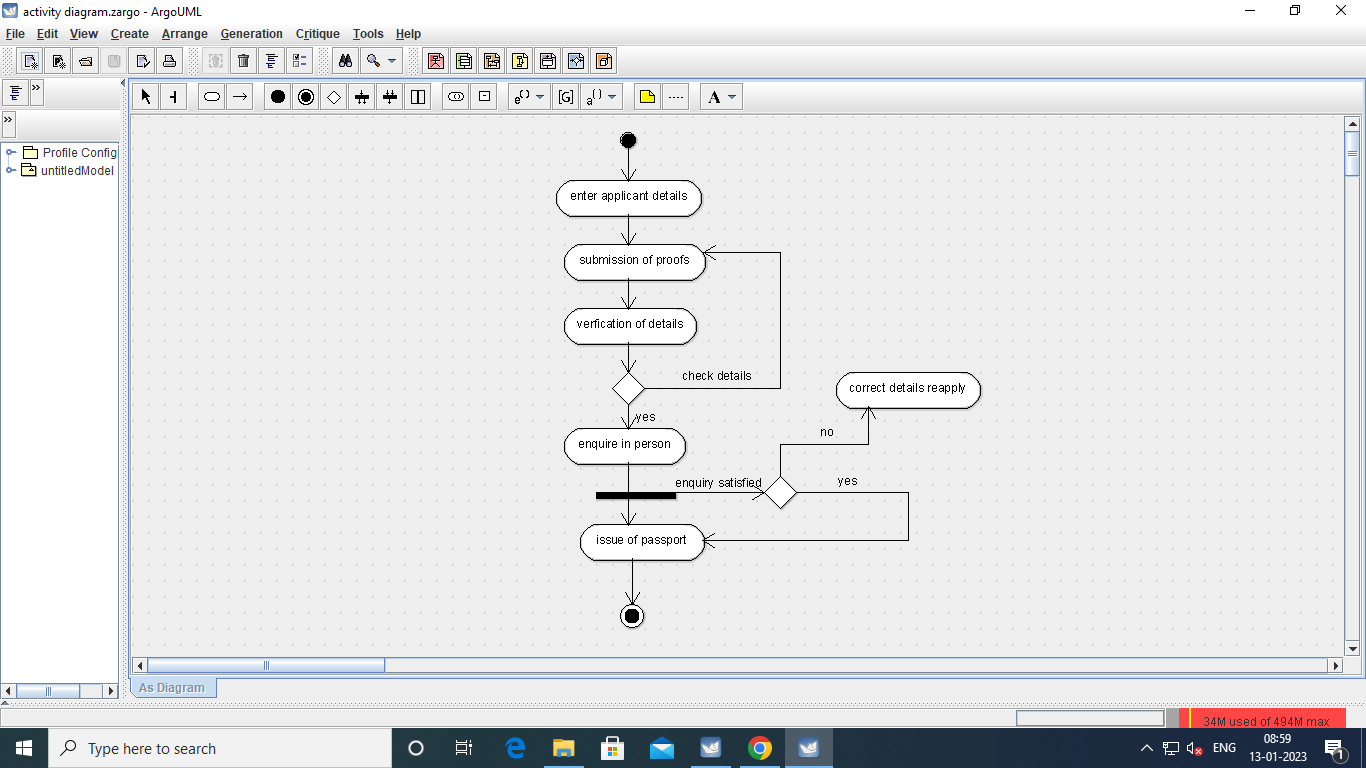 activity diagram.zargo - ArgoUML
File Edit View Create Arrange Generation Critique Tools Help
e() [G] a() A
Profile Config
untitledModel
enter applicant details
submission of proofs
verfication of details
check details
correct details reapply
yes
no
enquire in person
enquiry satisfied
yes
issue of passport
As Diagram
34M used of 494M max
Type here to search
ENG
08:59
13-01-2023
1